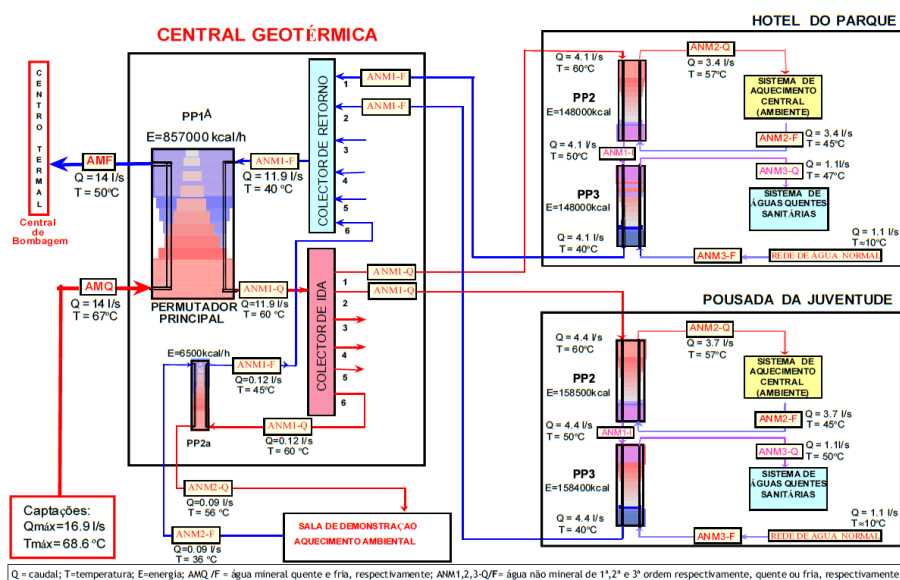 HOTEL DO PARQUE
CENTRAL GEOTÉRMICA
CENTRO TERMAL
Central
de
Bombagem
AMF
Q = 14 l/s
T = 50ºC
AMQ
Q = 14 l/s
T = 67ºC
Captações:
Qmáx=16.9 l/s
Tmáx=68.6 ºC
PP1A
E=857000 kcal/h
PERMUTADOR
PRINCIPAL
ANM1-F
Q = 11.9 l/s
T = 40 ºC
ANM1-Q
Q=11.9 l/s
T = 60 ºC
COLECTOR DE RETORNO
1
2
3
4
5
6
ANM1-F
ANM1-F
COLECTOR DE IDA
1
2
3
4
5
6
ANM1-Q
ANM1-Q
E=6500kcal/h
PP2a
ANM1-F
Q=0.12 l/s
T = 45ºC
ANM1-Q
Q=0.12 l/s
T = 60 ºC
ANM2-Q
Q=0.09 l/s
T = 56 ºC
ANM2-F
Q=0.09 l/s
T = 36 ºC
SALA DE DEMONSTRAÇAO
AQUECIMENTO AMBIENTAL
Q = 4.1 l/s
T = 60ºC
PP2
E=148000kcal
Q = 4.1 l/s
T = 50ºC
ANM1-I
PP3
E=148000kcal
Q = 4.1 l/s
T = 40ºC
ANM2-Q
Q = 3.4 l/s
T = 57ºC
SISTEMA DE
AQUECIMENTO
CENTRAL
(AMBIENTE)
ANM2-F
Q = 3.4 l/s
T = 45ºC
ANM3-Q
Q = 1.1l/s
T = 47ºC
SISTEMA DE
ÁGUAS QUENTES
SANITÁRIAS
Q = 1.1 l/s
T≈10ºC
ANM3-F
REDE DE AGUA NORMAL
POUSADA DA JUVENTUDE
Q = 4.4 l/s
T = 60ºC
PP2
E=158500kcal
Q = 4.4 l/s
T = 50ºC
ANM1-I
PP3
E=158400kcal
Q = 4.4 l/s
T = 40ºC
ANM2-Q
Q = 3.7 l/s
T = 57ºC
SISTEMA DE
AQUECIMENTO
CENTRAL
(AMBIENTE)
ANM2-F
Q = 3.7 l/s
T = 45ºC
ANM3-Q
Q = 1.1l/s
T = 50ºC
SISTEMA DE
ÁGUAS QUENTES
SANITÁRIAS
Q = 1.1 l/s
T≈10ºC
ANM3-F
REDE DE AGUA NORMAL
Q = caudal; T=temperatura; E=energia; AMQ /F = água mineral quente e fria, respectivamente; ANM1,2,3-Q/F= água não mineral de 1ª,2ª e 3ª ordem respectivamente, quente ou fria, respectivamente